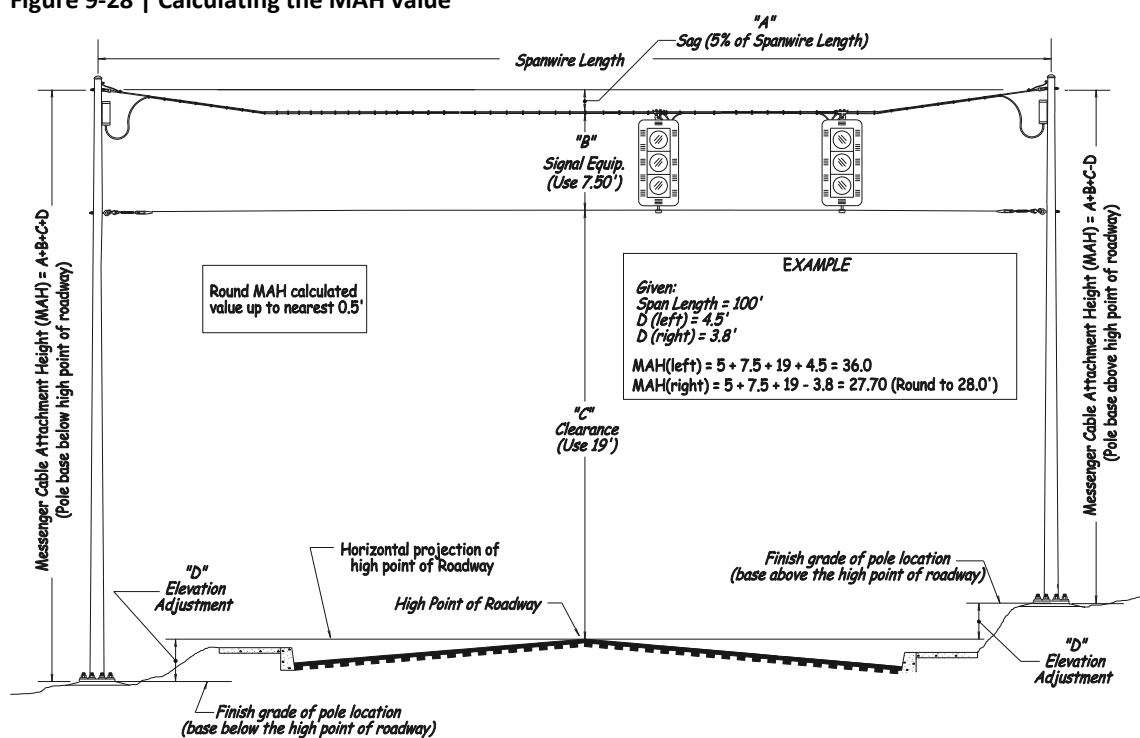 Figure 9-28 | Calculating the MAH value
"A"
Sag (5% of Spanwire Length)
Spanwire Length
"B"
Signal Equip.
(Use 7.50')
Messenger Cable Attachment Height (MAH) = A+B+C+D
(Pole base below high point of roadway)
Round MAH calculated
value up to nearest 0.5'
EXAMPLE
Given:
Span Length = 100'
D (left) = 4.5'
D (right) = 3.8'
MAH(left) = 5 + 7.5 + 19 + 4.5 = 36.0
MAH(right) = 5 + 7.5 + 19 - 3.8 = 27.70 (Round to 28.0')
Messenger Cable Attachment Height (MAH) = A+B+C-D
(Pole base above high point of roadway)
"C"
Clearance
(Use 19')
Horizontal projection of
high point of Roadway
Finish grade of pole location
(base above the high point of roadway)
"D"
Elevation
Adjustment
High Point of Roadway
"D"
Elevation
Adjustment
Finish grade of pole location
(base below the high point of roadway)